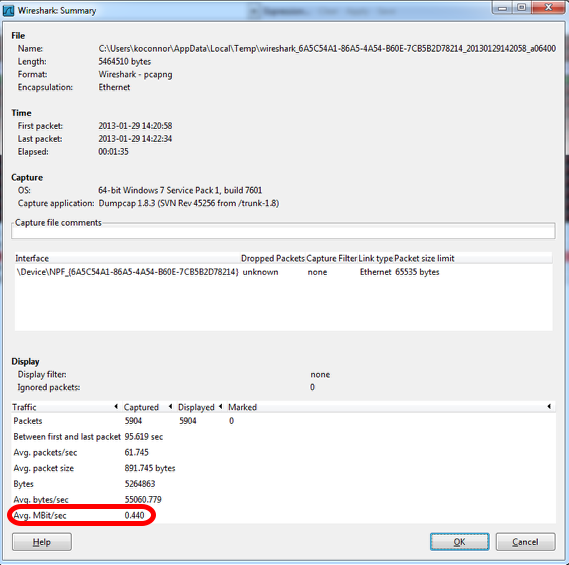 Wireshark: Summary
File
Name: C:\Users\koconnor\AppData\Local\Temp\wireshark_6A5C54A1-86A5-4A54-B60E-7CB5B2D78214_20130129142058_a06400
Length: 5464510 bytes
Format: Wireshark - pcapng
Encapsulation: Ethernet
Time
First packet: 2013-01-29 14:20:58
Last packet: 2013-01-29 14:22:34
Elapsed: 00:01:35
Capture
OS: 64-bit Windows 7 Service Pack 1, build 7601
Capture application: Dumpcap 1.8.3 (SVN Rev 45256 from /trunk-1.8)
Capture file comments
Interface Dropped Packets Capture Filter Link type Packet size limit
\Device\NPF_{6A5C54A1-86A5-4A54-B60E-7CB5B2D78214} unknown none Ethernet 65535 bytes
Display
Display filter: none
Ignored packets: 0
Traffic Captured Displayed Marked
Packets 5904 5904 0
Between first and last packet 95.619 sec
Avg. packets/sec 61.745
Avg. packet size 891.745 bytes
Bytes 5264863
Avg. bytes/sec 55060.779
Avg. MBit/sec 0.440
Help OK Cancel